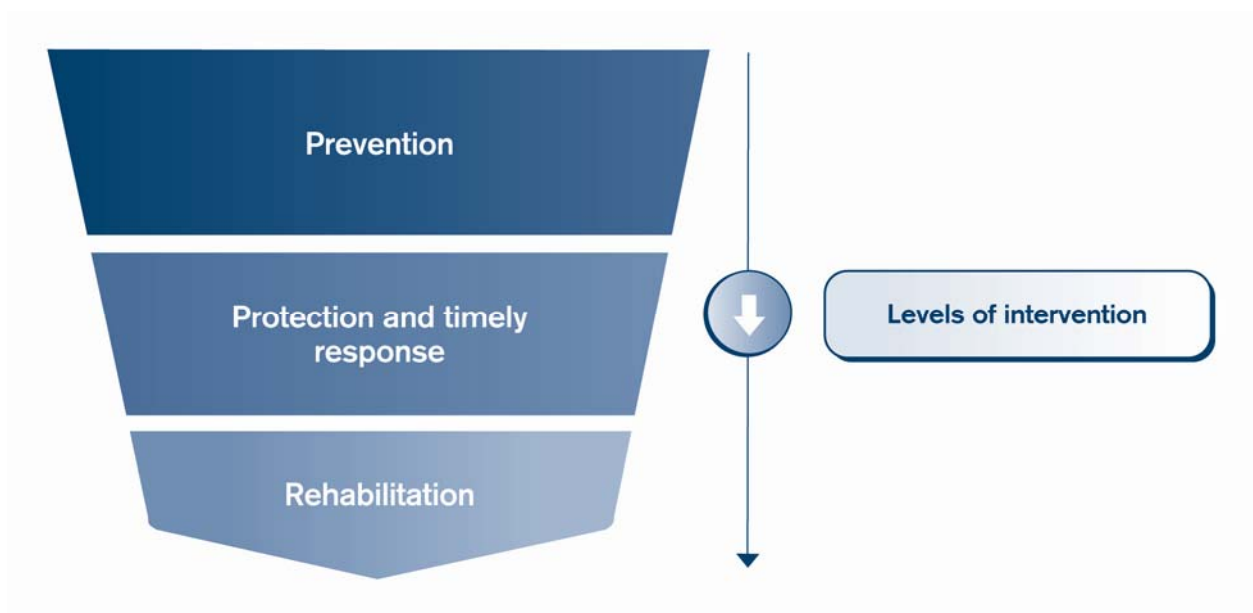 Prevention
Protection and timely
response
Levels of intervention
Rehabilitation